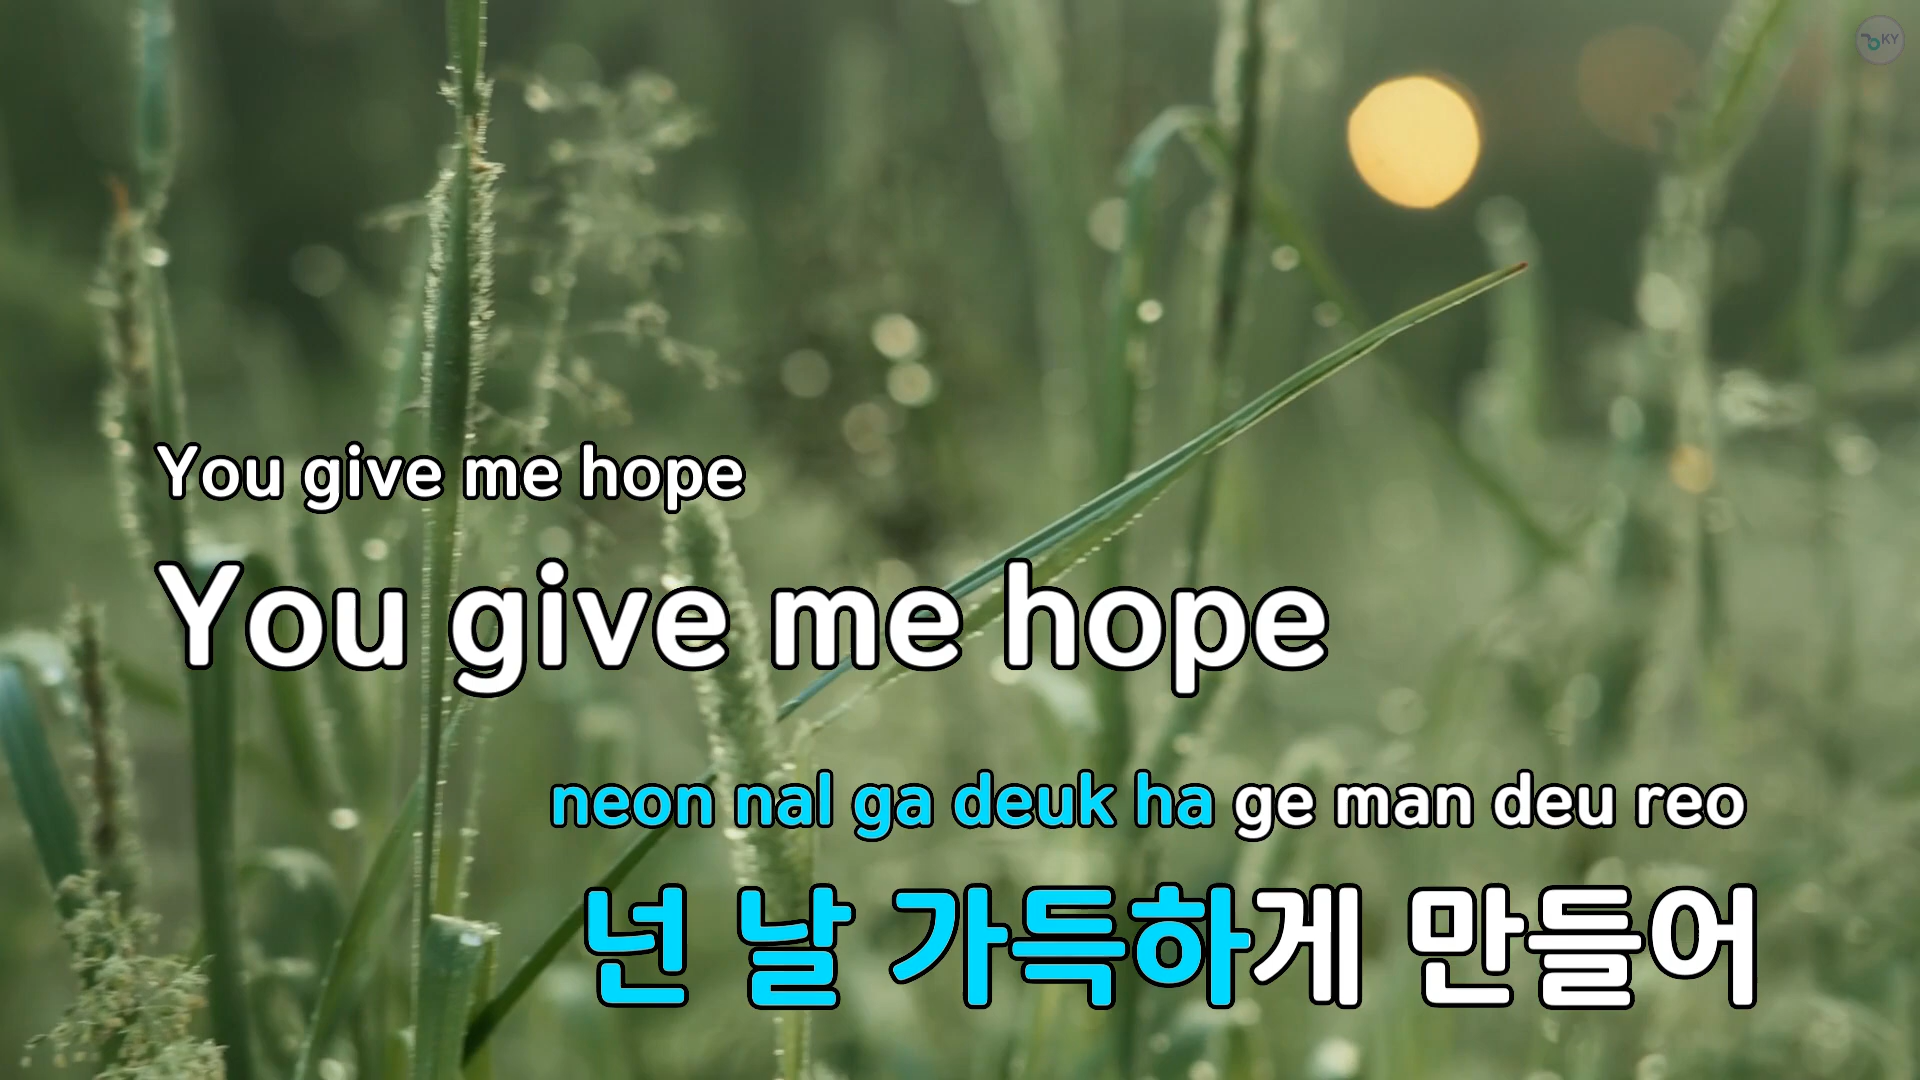 KY
You give me hope
You give me hope
neon nal ga deuk ha ge man deu reo
넌 날 가득하게 만들어